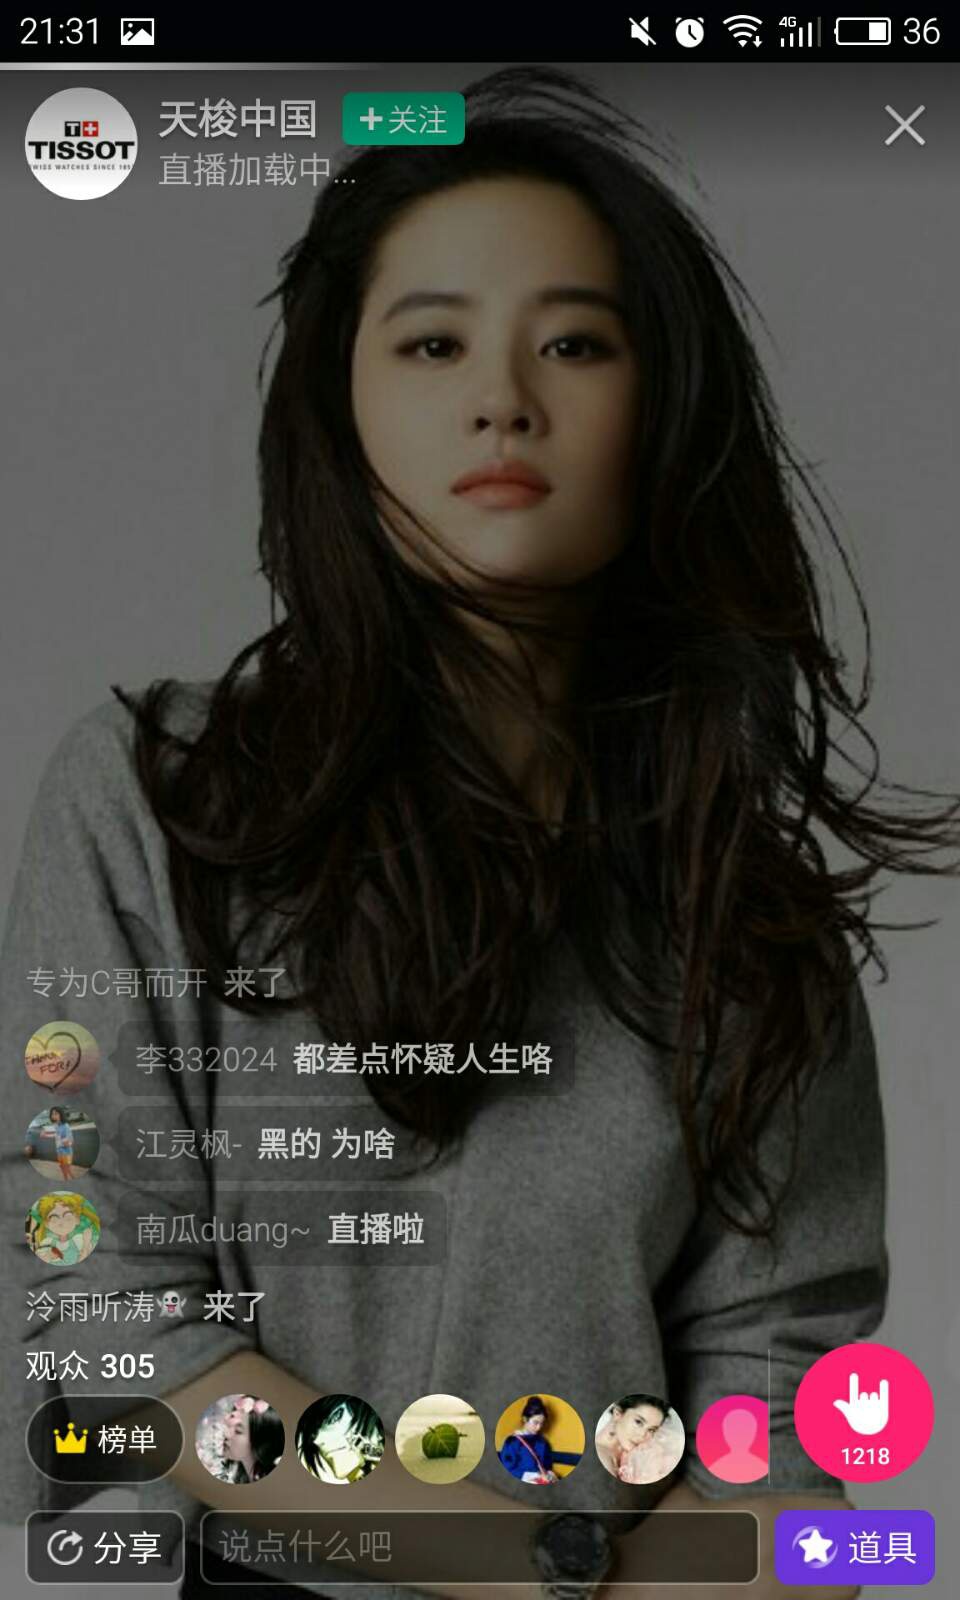 21:31 4G 36
天梭中国 +关注
TISSOT
SWISS WATCHES SINCE 1853
直播加载中...
专为C哥而开 来了
李332024 都差点怀疑人生咯
江灵枫- 黑的 为啥
南瓜duang~ 直播啦
泠雨听涛👻 来了
观众 305
榜单
1218
分享 说点什么吧 道具